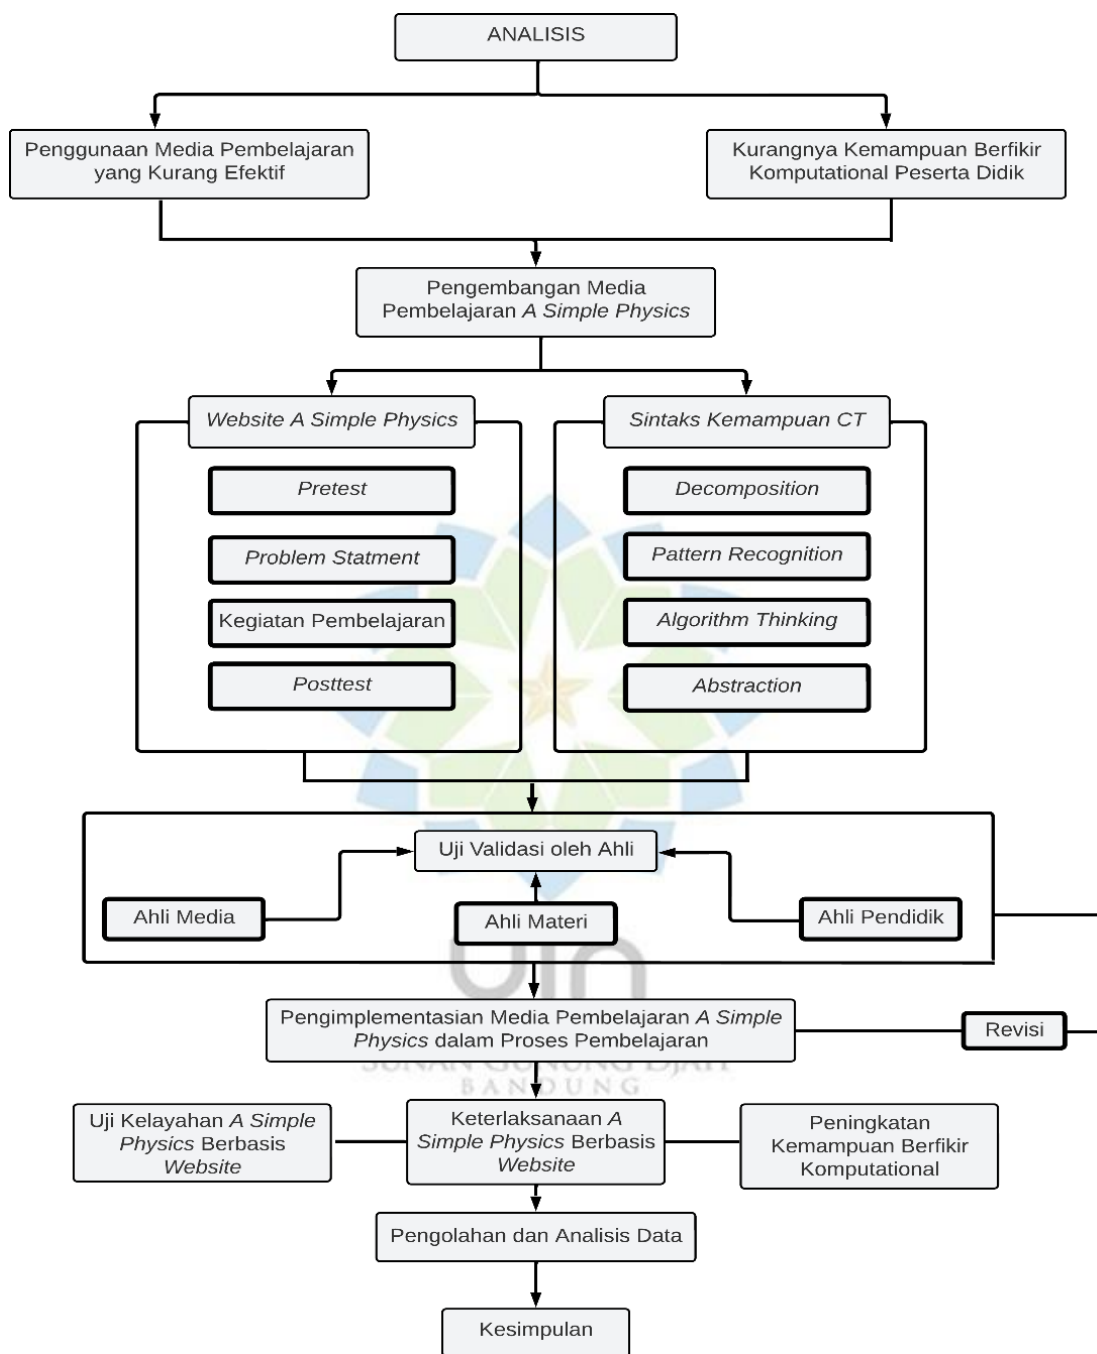 ANALISIS
Penggunaan Media Pembelajaran
yang Kurang Efektif
Kurangnya Kemampuan Berfikir
Komputational Peserta Didik
Pengembangan Media
Pembelajaran A Simple Physics
Website A Simple Physics
Pretest
Problem Statment
Kegiatan Pembelajaran
Posttest
Sintaks Kemampuan CT
Decomposition
Pattern Recognition
Algorithm Thinking
Abstraction
Uji Validasi oleh Ahli
Ahli Media
Ahli Materi
Ahli Pendidik
uin
Pengimplementasian Media Pembelajaran A Simple
Physics dalam Proses Pembelajaran
Revisi
SUNAN GUNUNG DJATI
BANDUNG
Uji Kelayahan A Simple
Physics Berbasis
Website
Keterlaksanaan A
Simple Physics Berbasis
Website
Peningkatan
Kemampuan Berfikir
Komputational
Pengolahan dan Analisis Data
Kesimpulan